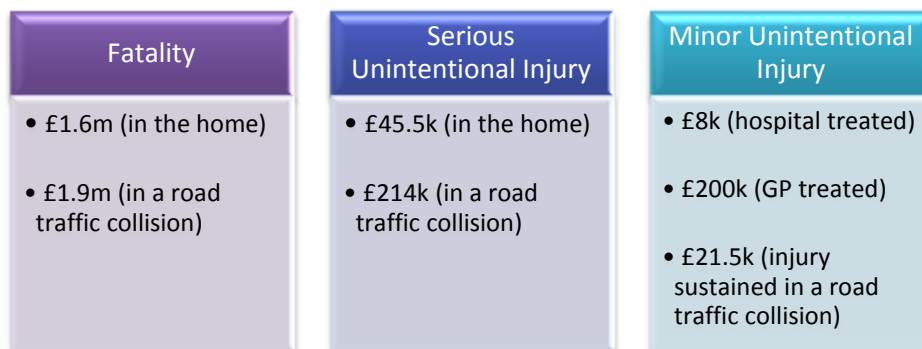 Fatality
• £1.6m (in the home)
• £1.9m (in a road
traffic collision)
Serious
Unintentional Injury
• £45.5k (in the home)
• £214k (in a road
traffic collision)
Minor Unintentional
Injury
• £8k (hospital treated)
• £200k (GP treated)
• £21.5k (injury
sustained in a road
traffic collision)